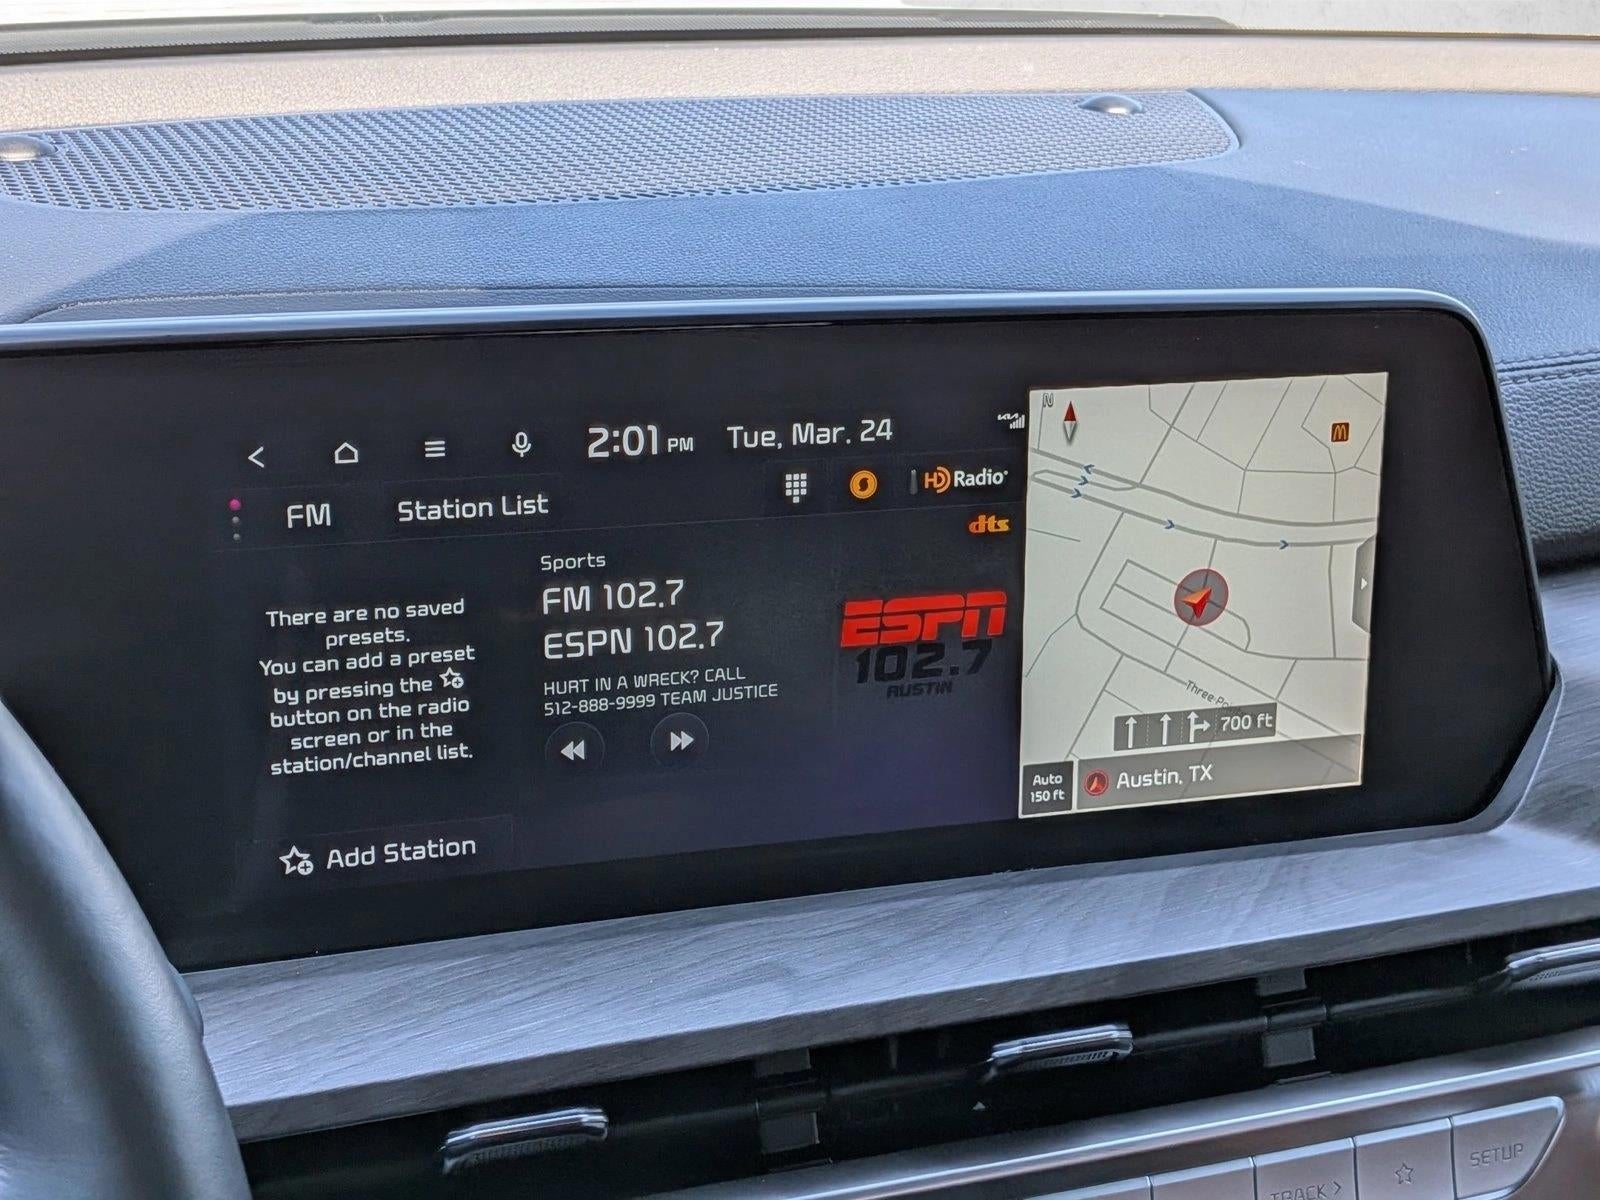 2:01 PM Tue, Mar. 24
KIA
FM Station List
HD Radio
dts
Sports
FM 102.7
ESPN 102.7
HURT IN A WRECK? CALL
512-888-9999 TEAM JUSTICE
There are no saved
presets.
You can add a preset
by pressing the
button on the radio
screen or in the
station/channel list.
Add Station
ESPN
102.7
AUSTIN
N
M
Three
700 ft
Auto
150 ft
Austin, TX
TRACK >
SETUP